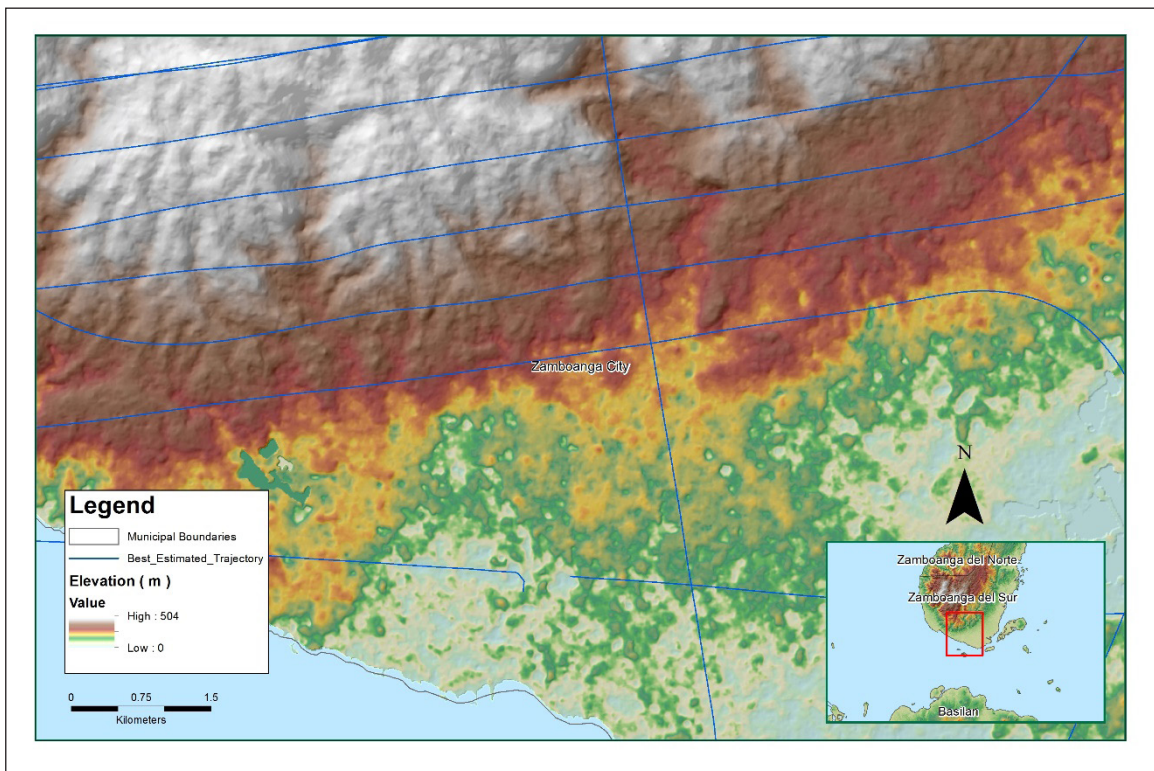 Zamboanga City
N
Legend
Municipal Boundaries
Best_Estimated_Trajectory
Elevation ( m )
Value
High : 504
Low : 0
0 0.75 1.5
Kilometers
Zamboanga del Norte
Zamboanga del Sur
Basilan